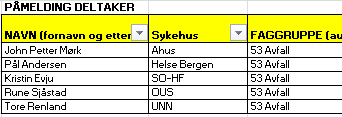 PÅMELDING DELTAKER
NAVN (fornavn og etter Sykehus FAGGRUPPE (au
John Petter Mørk Ahus 53 Avfall
Pål Andersen Helse Bergen 53 Avfall
Kristin Evju SO-HF 53 Avfall
Rune Sjåstad OUS 53 Avfall
Tore Renland UNN 53 Avfall